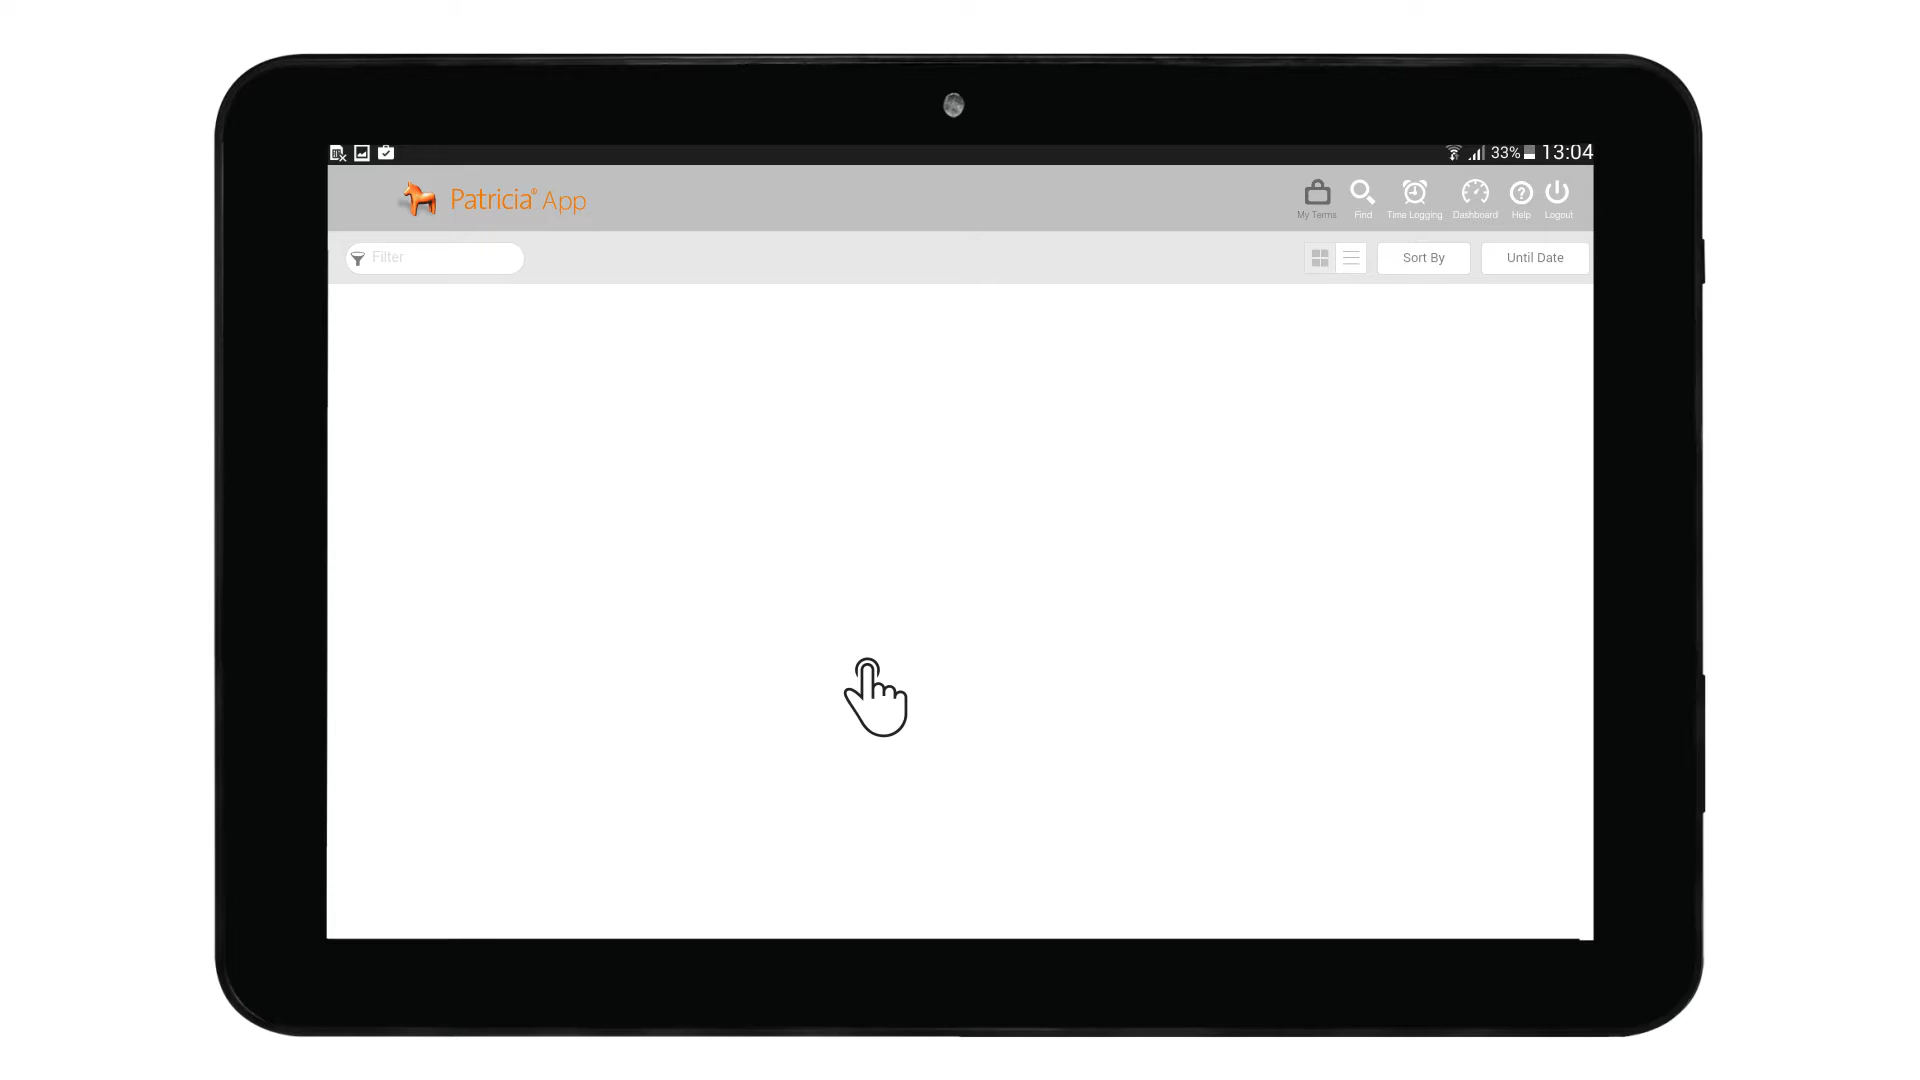 33% 13:04
Patricia® App
My Terms Find Time Logging Dashboard Help Logout
Filter Sort By Until Date